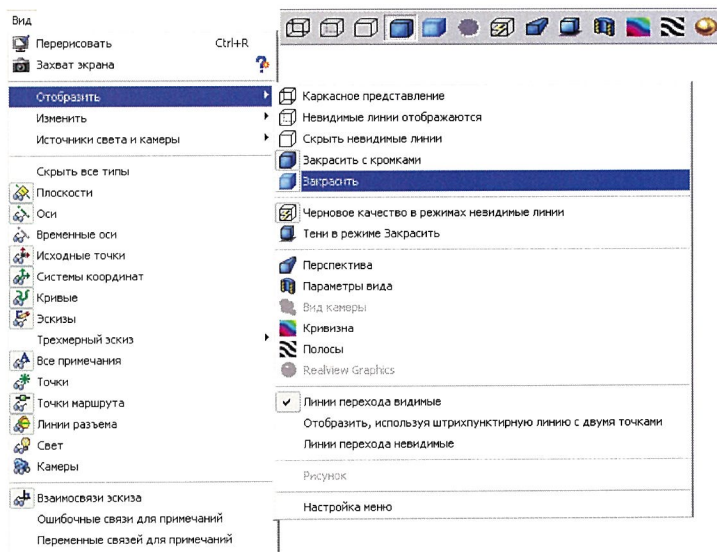 Вид
Перерисовать Ctrl+R
Захват экрана
Отобразить
Изменить
Источники света и камеры
Скрыть все типы
Плоскости
Оси
Временные оси
Исходные точки
Системы координат
Кривые
Эскизы
Трехмерный эскиз
Все примечания
Точки
Точки маршрута
Линии разъема
Свет
Камеры
Взаимосвязи эскиза
Ошибочные связи для примечаний
Переменные связей для примечаний
Каркасное представление
Невидимые линии отображаются
Скрыть невидимые линии
Закрасить с кромками
Закрасить
Черновое качество в режимах невидимые линии
Тени в режиме Закрасить
Перспектива
Параметры вида
Вид камеры
Кривизна
Полосы
RealView Graphics
Линии перехода видимые
Отобразить, используя штрихпунктирную линию с двумя точками
Линии перехода невидимые
Рисунок
Настройка меню